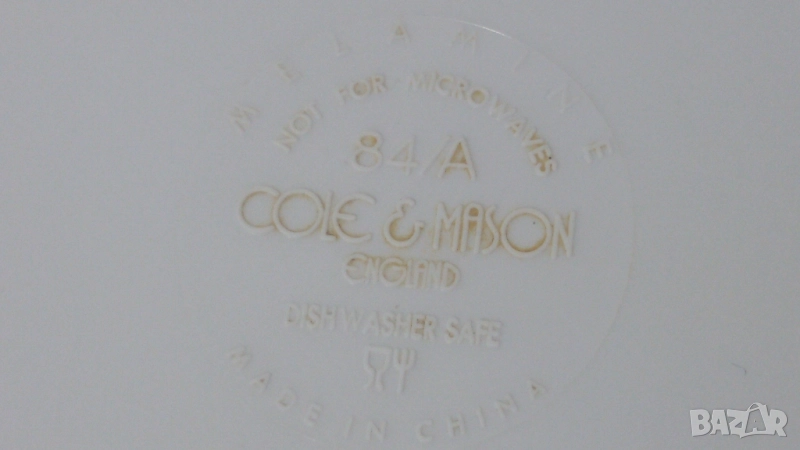 MELAMINE
NOT FOR MICROWAVES
84/A
COLE & MASON
ENGLAND
DISHWASHER SAFE
MADE IN CHINA
BAZAR